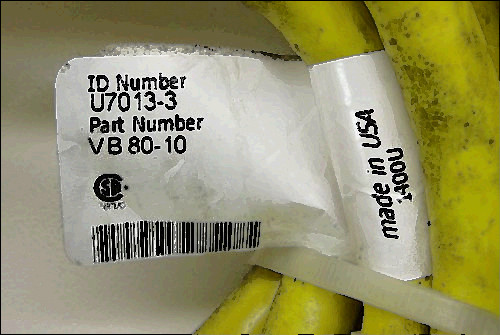 ID Number
U7013-3
Part Number
VB 80-10
made in USA
1400U